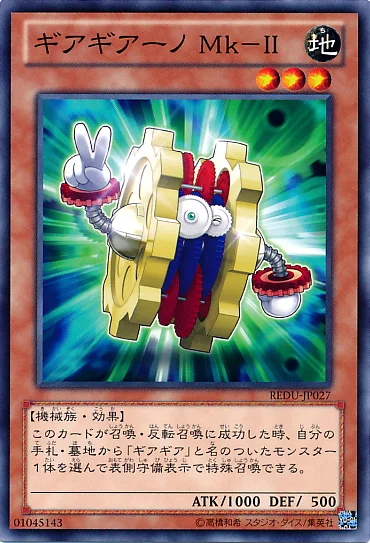 ギアギアーノ Mk-II
地
REDU-JP027
【機械族・効果】
このカードが召喚・反転召喚に成功した時、自分の
手札・墓地から「ギアギア」と名のついたモンスター
1体を選んで表側守備表示で特殊召喚できる。
ATK/1000 DEF/ 500
01045143
©高橋和希 スタジオ・ダイス/集英社